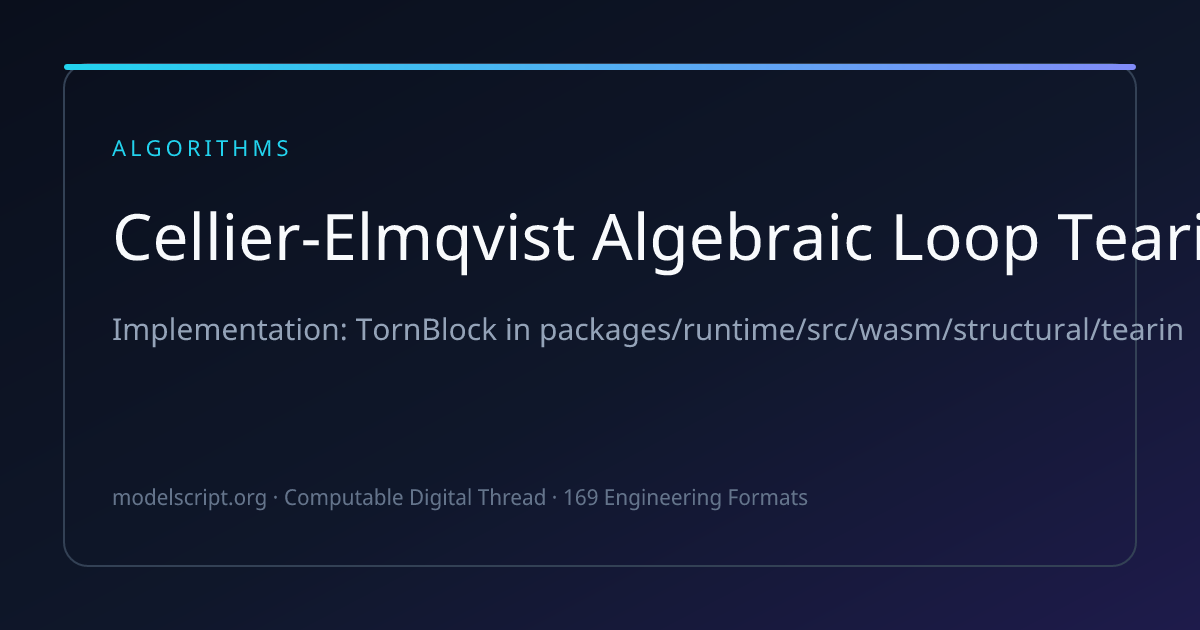 ALGORITHMS
Cellier-Elmqvist Algebraic Loop Teari
Implementation: TornBlock in packages/runtime/src/wasm/structural/tearin
modelscript.org · Computable Digital Thread · 169 Engineering Formats